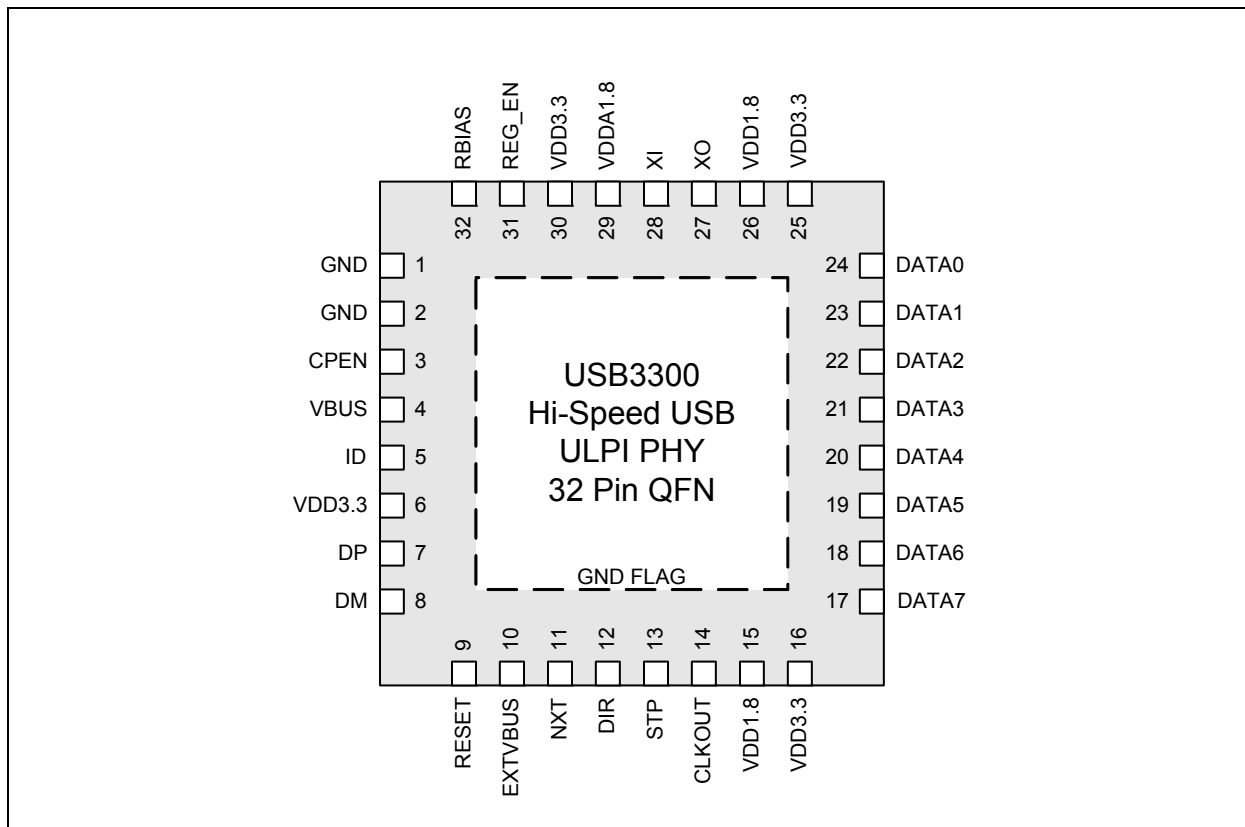 RBIAS
REG_EN
VDD3.3
VDDA1.8
XI
XO
VDD1.8
VDD3.3
32
31
30
29
28
27
26
25
GND 1
GND 2
CPEN 3
VBUS 4
ID 5
VDD3.3 6
DP 7
DM 8
USB3300
Hi-Speed USB
ULPI PHY
32 Pin QFN
GND FLAG
24 DATA0
23 DATA1
22 DATA2
21 DATA3
20 DATA4
19 DATA5
18 DATA6
17 DATA7
9
10
11
12
13
14
15
16
RESET
EXTVBUS
NXT
DIR
STP
CLKOUT
VDD1.8
VDD3.3